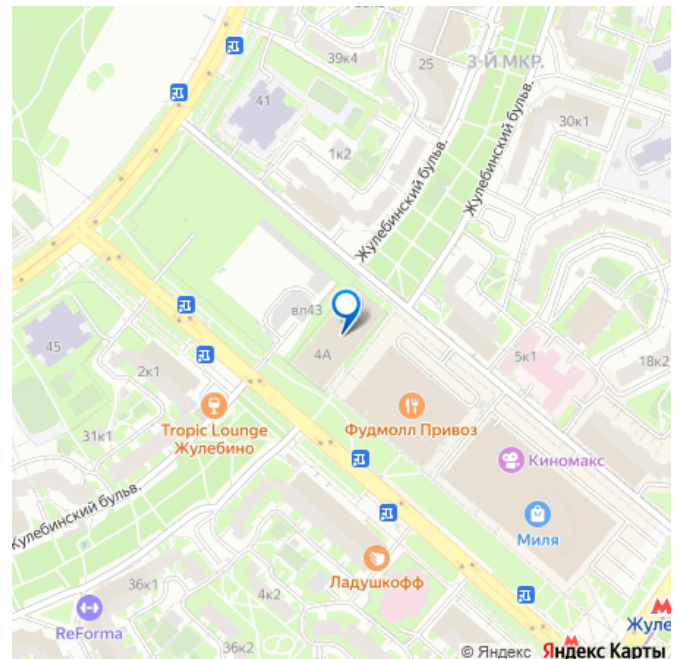 39к4
25
3-Й МКР.
41
30к1
1к2
Жулебинский бульв.
Жулебинский бульв.
вл43
45
4А
5к1
18к2
2к1
Tropic Lounge
Жулебино
Фудмолл Привоз
31к1
Киномакс
Жулебинский бульв.
Миля
36к1
Ладушкофф
4к2
ReForma
Жуле
36к2
© Яндекс Яндекс Карты